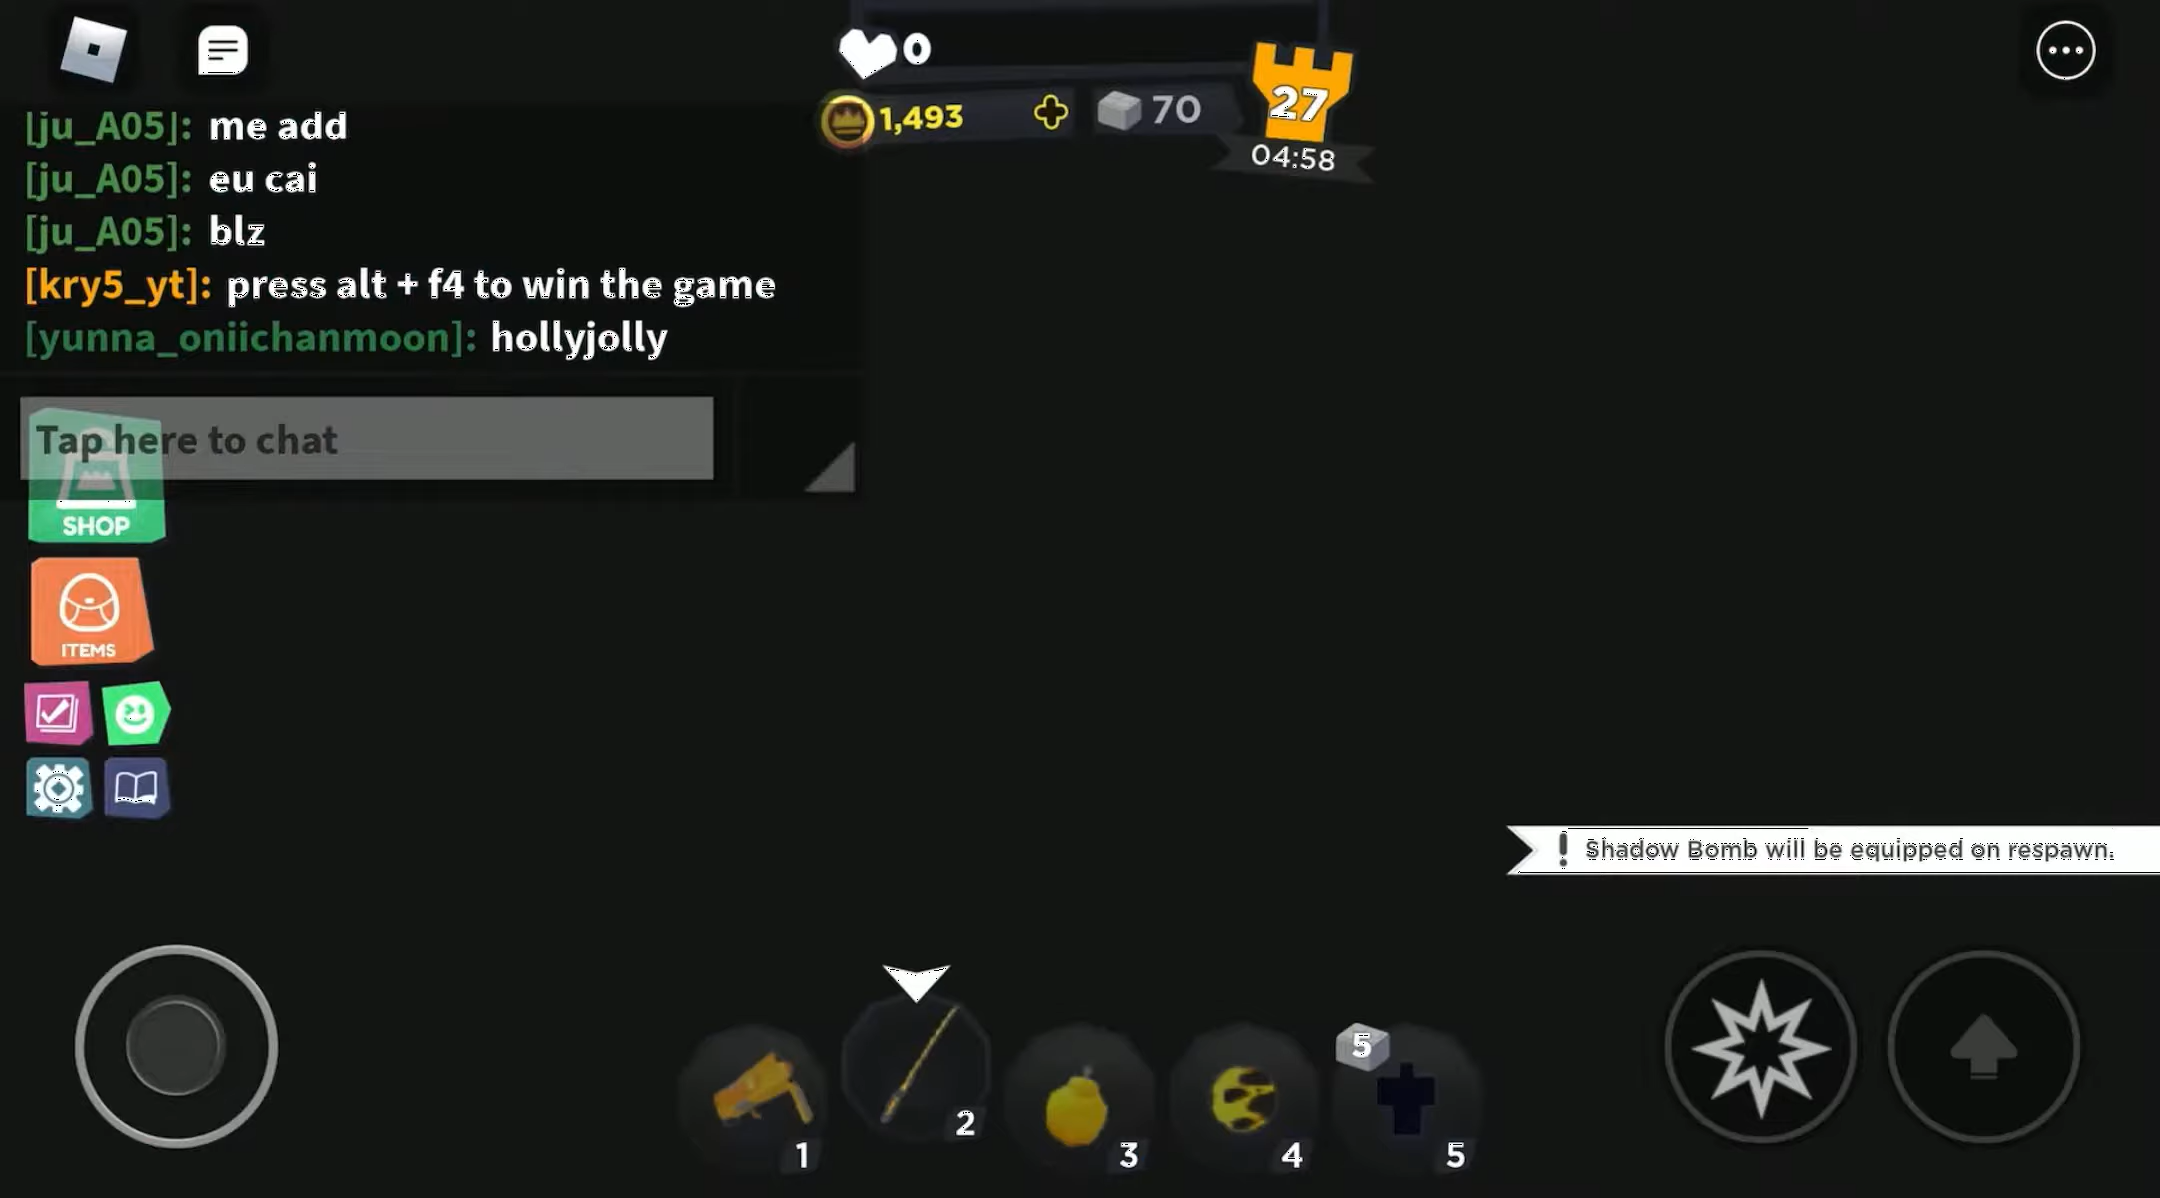 0
1,493
70
27
04:58
[ju_A05]: me add
[ju_A05]: eu cai
[ju_A05]: blz
[kry5_yt]: press alt + f4 to win the game
[yunna_oniichanmoon]: hollyjolly
Tap here to chat
SHOP
ITEMS
! Shadow Bomb will be equipped on respawn.
5
1
2
3
4
5